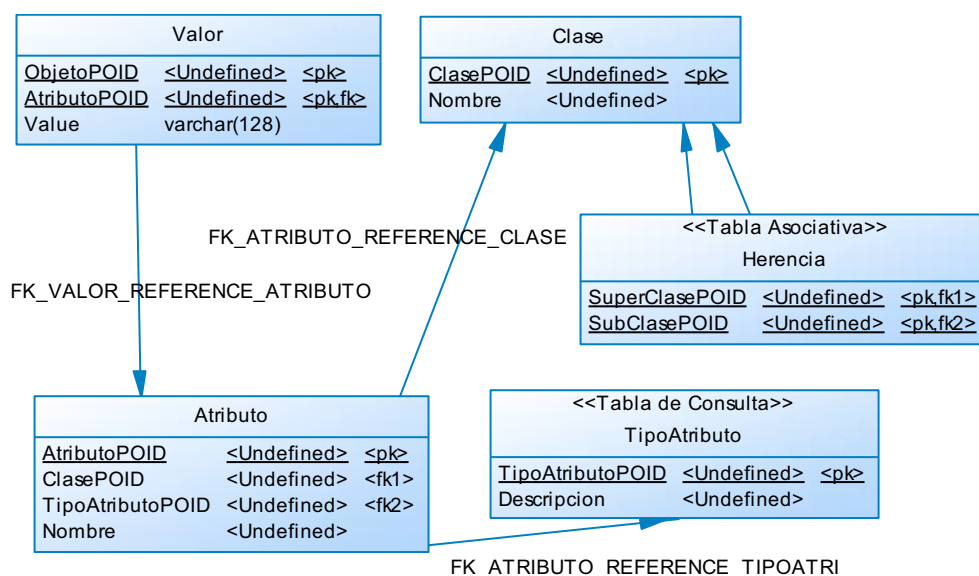 Valor
ObjetoPOID <Undefined> <pk>
AtributoPOID <Undefined> <pk,fk>
Value varchar(128)
Clase
ClasePOID <Undefined> <pk>
Nombre <Undefined>
FK_ATRIBUTO_REFERENCE_CLASE
<<Tabla Asociativa>>
Herencia
SuperClasePOID <Undefined> <pk,fk1>
SubClasePOID <Undefined> <pk,fk2>
FK_VALOR_REFERENCE_ATRIBUTO
Atributo
AtributoPOID <Undefined> <pk>
ClasePOID <Undefined> <fk1>
TipoAtributoPOID <Undefined> <fk2>
Nombre <Undefined>
<<Tabla de Consulta>>
TipoAtributo
TipoAtributoPOID <Undefined> <pk>
Descripcion <Undefined>
FK_ATRIBUTO_REFERENCE_TIPOATRI